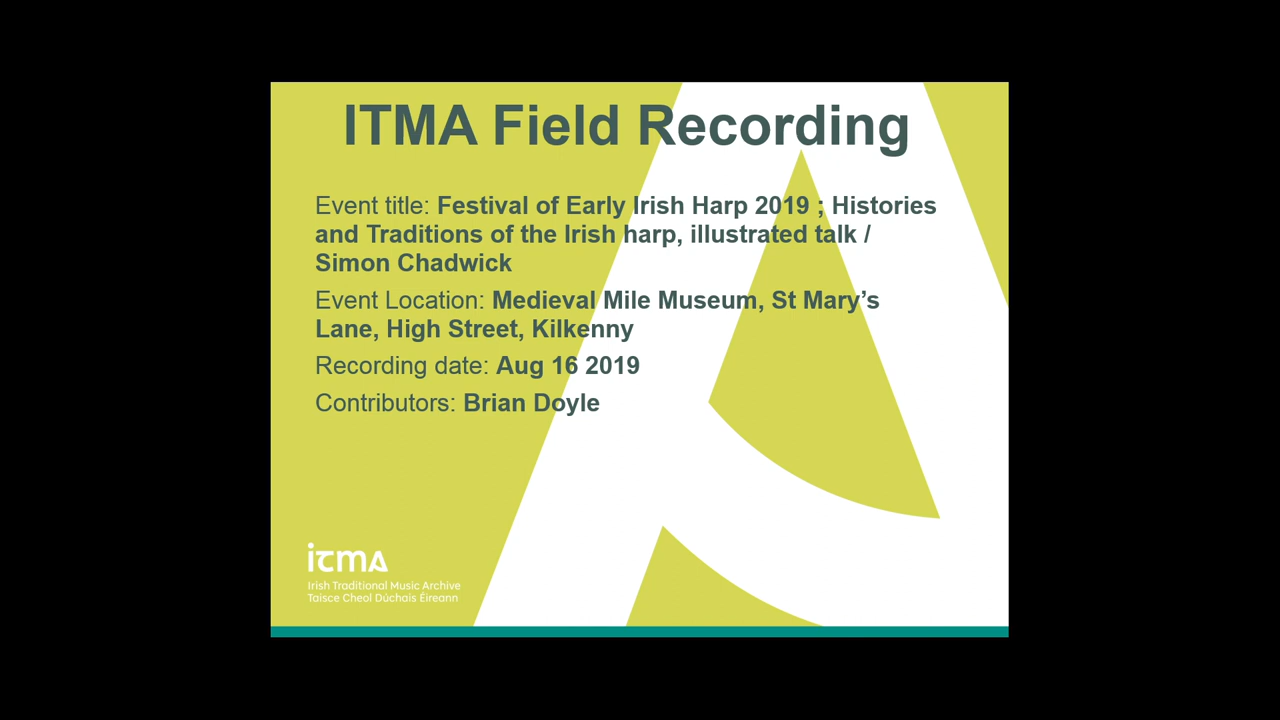 ITMA Field Recording
Event title: Festival of Early Irish Harp 2019 ; Histories
and Traditions of the Irish harp, illustrated talk /
Simon Chadwick
Event Location: Medieval Mile Museum, St Mary’s
Lane, High Street, Kilkenny
Recording date: Aug 16 2019
Contributors: Brian Doyle
itmA
Irish Traditional Music Archive
Taisce Cheol Dúchais Éireann